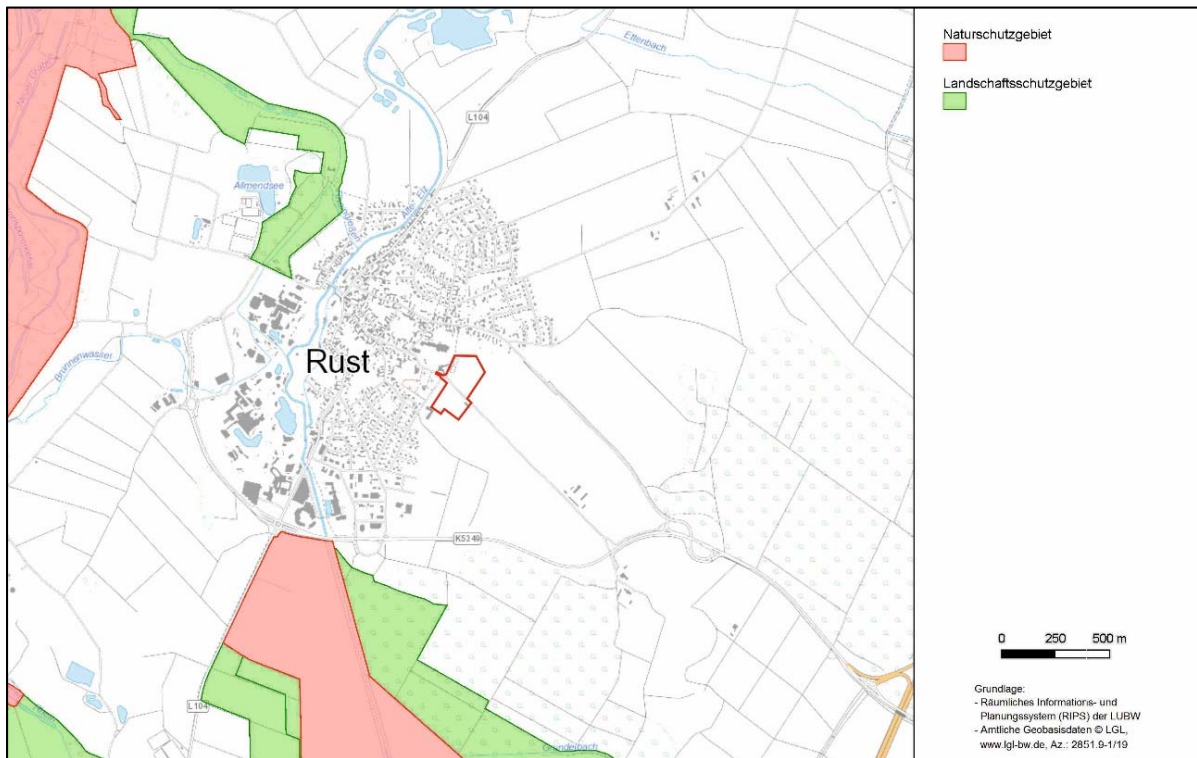 Ettenbach
L104
Allmendsee
Alte Elz
Brunnenwasser
Rust
K5349
L104
Naturschutzgebiet
Landschaftsschutzgebiet
0 250 500 m
Grundlage:
- Räumliches Informations- und
Planungssystem (RIPS) der LUBW
- Amtliche Geobasisdaten © LGL,
www.lgl-bw.de, Az.: 2851.9-1/19